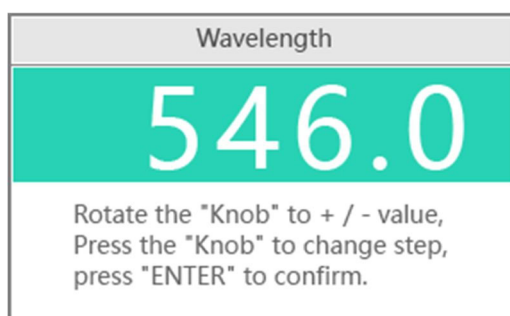 Wavelength
546.0
Rotate the "Knob" to + / - value,
Press the "Knob" to change step,
press "ENTER" to confirm.